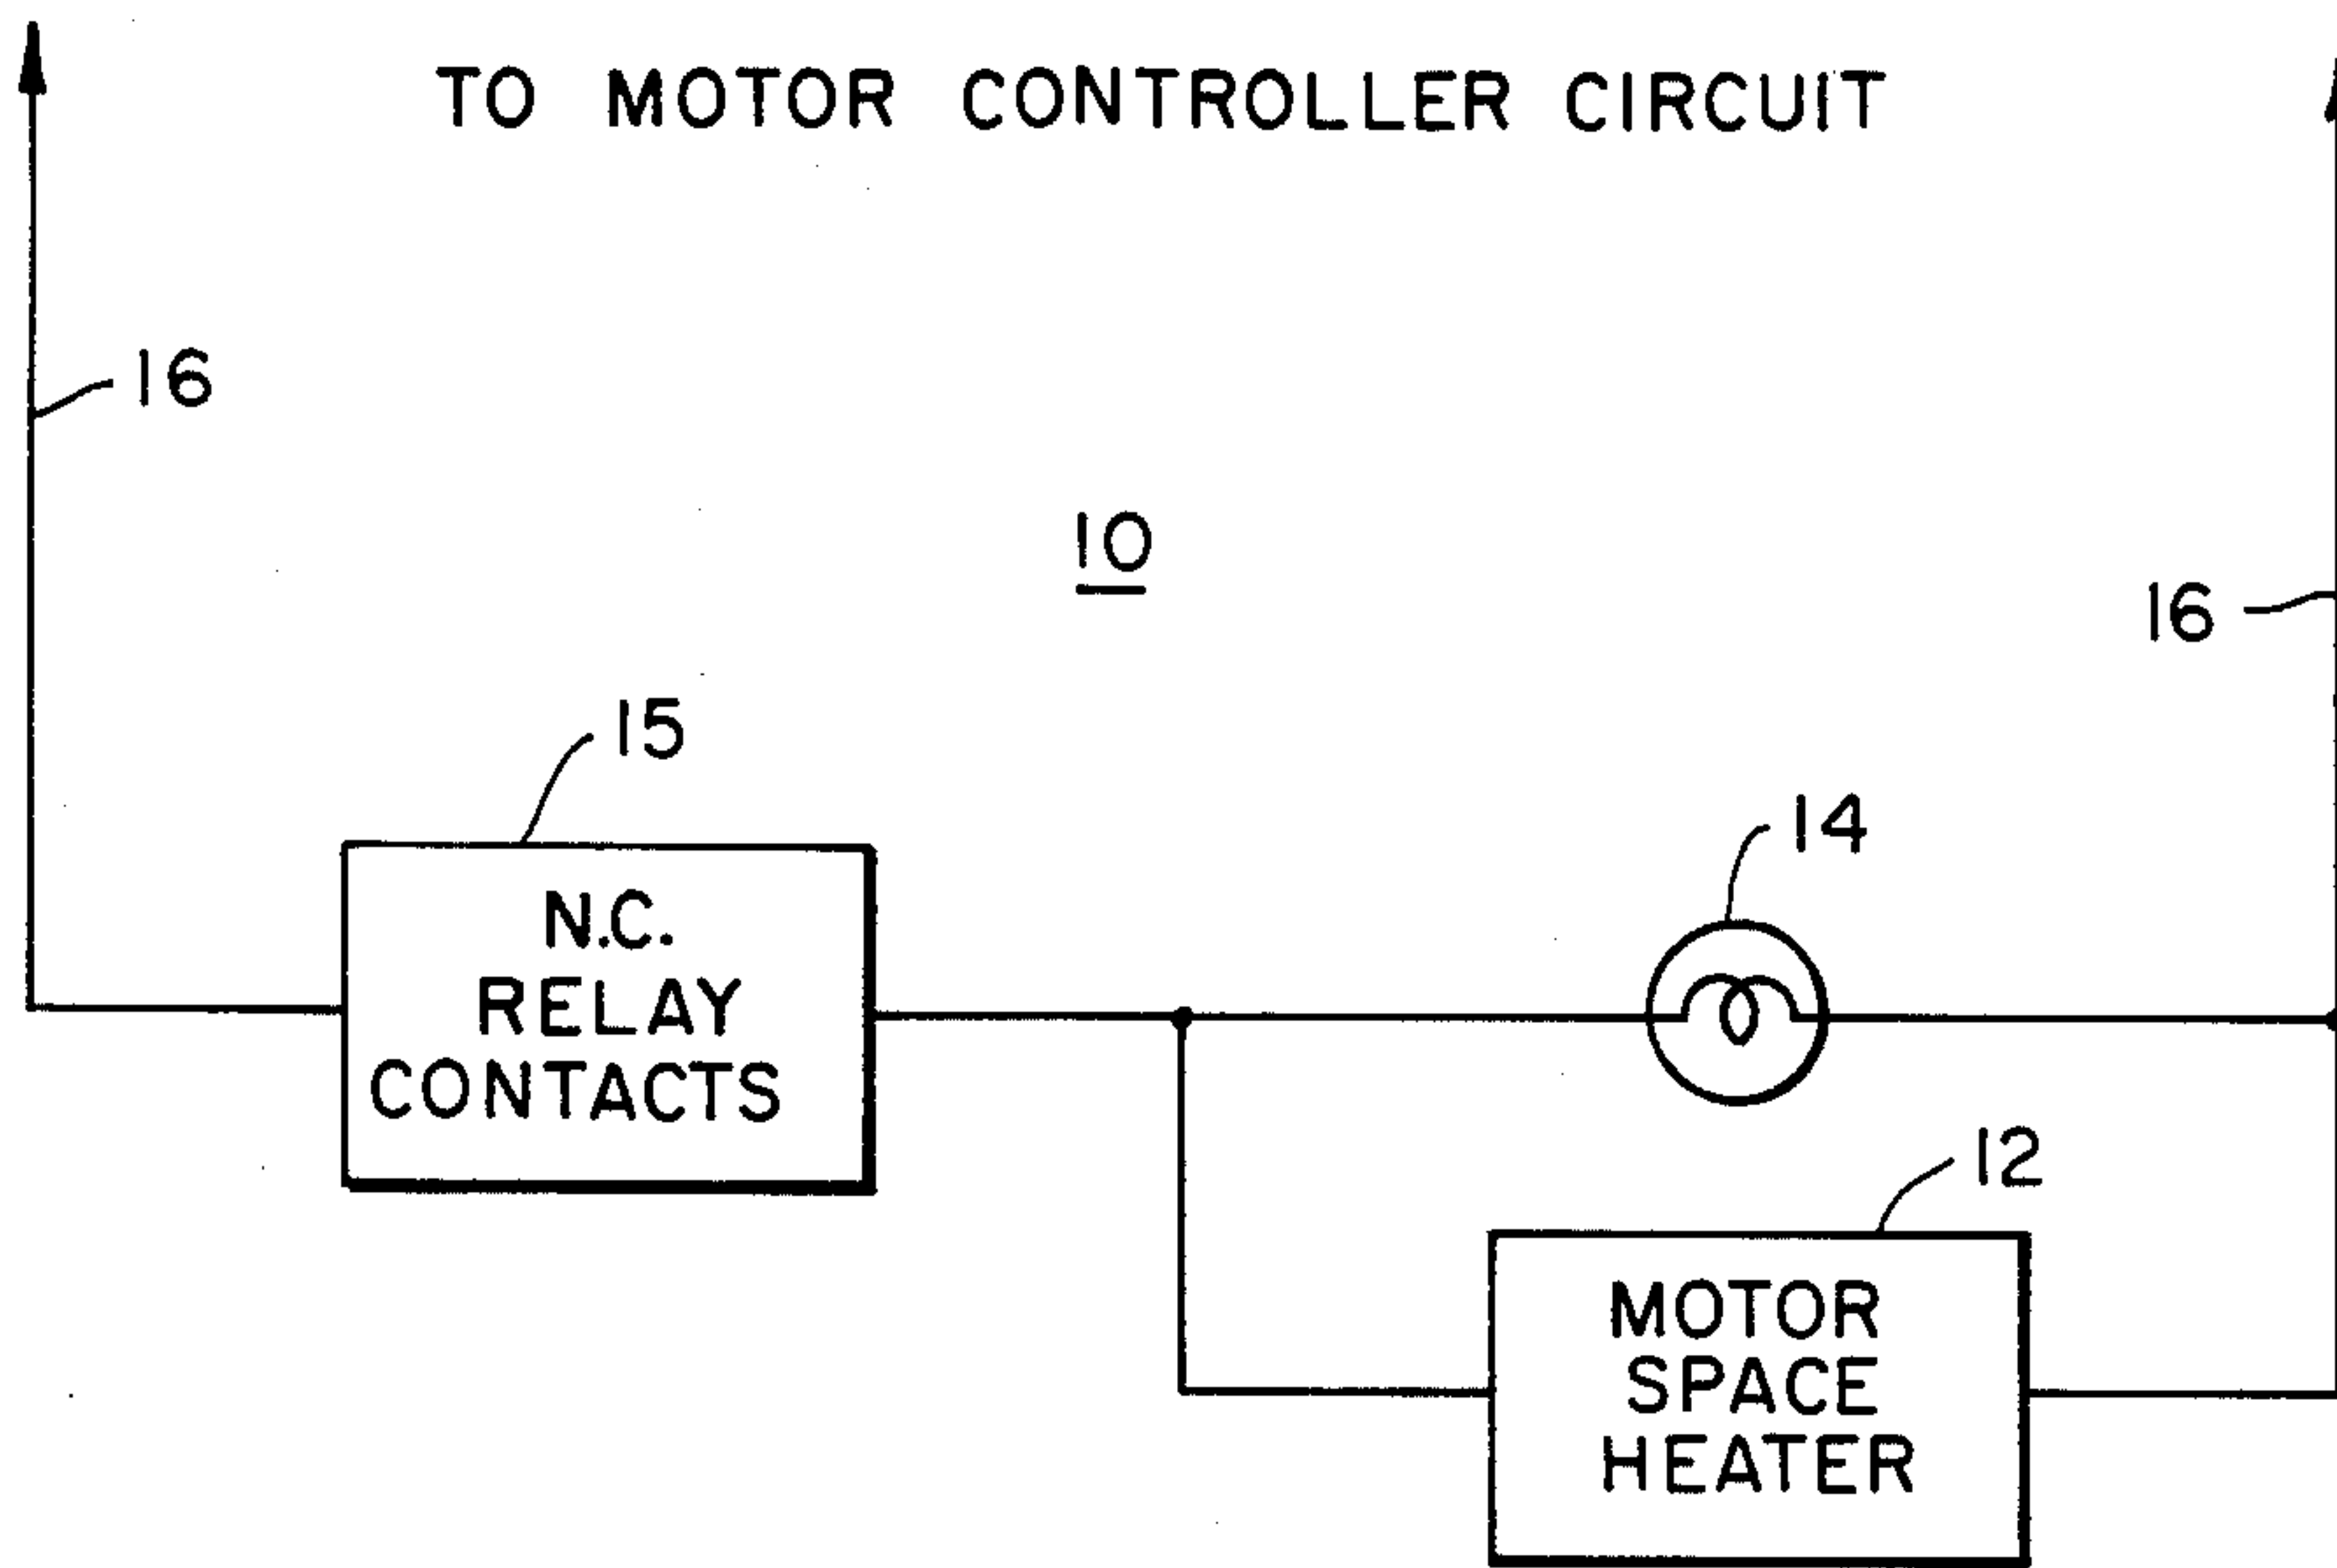 TO MOTOR CONTROLLER CIRCUIT
16
10
16
15
14
N.C.
RELAY
CONTACTS
12
MOTOR
SPACE
HEATER